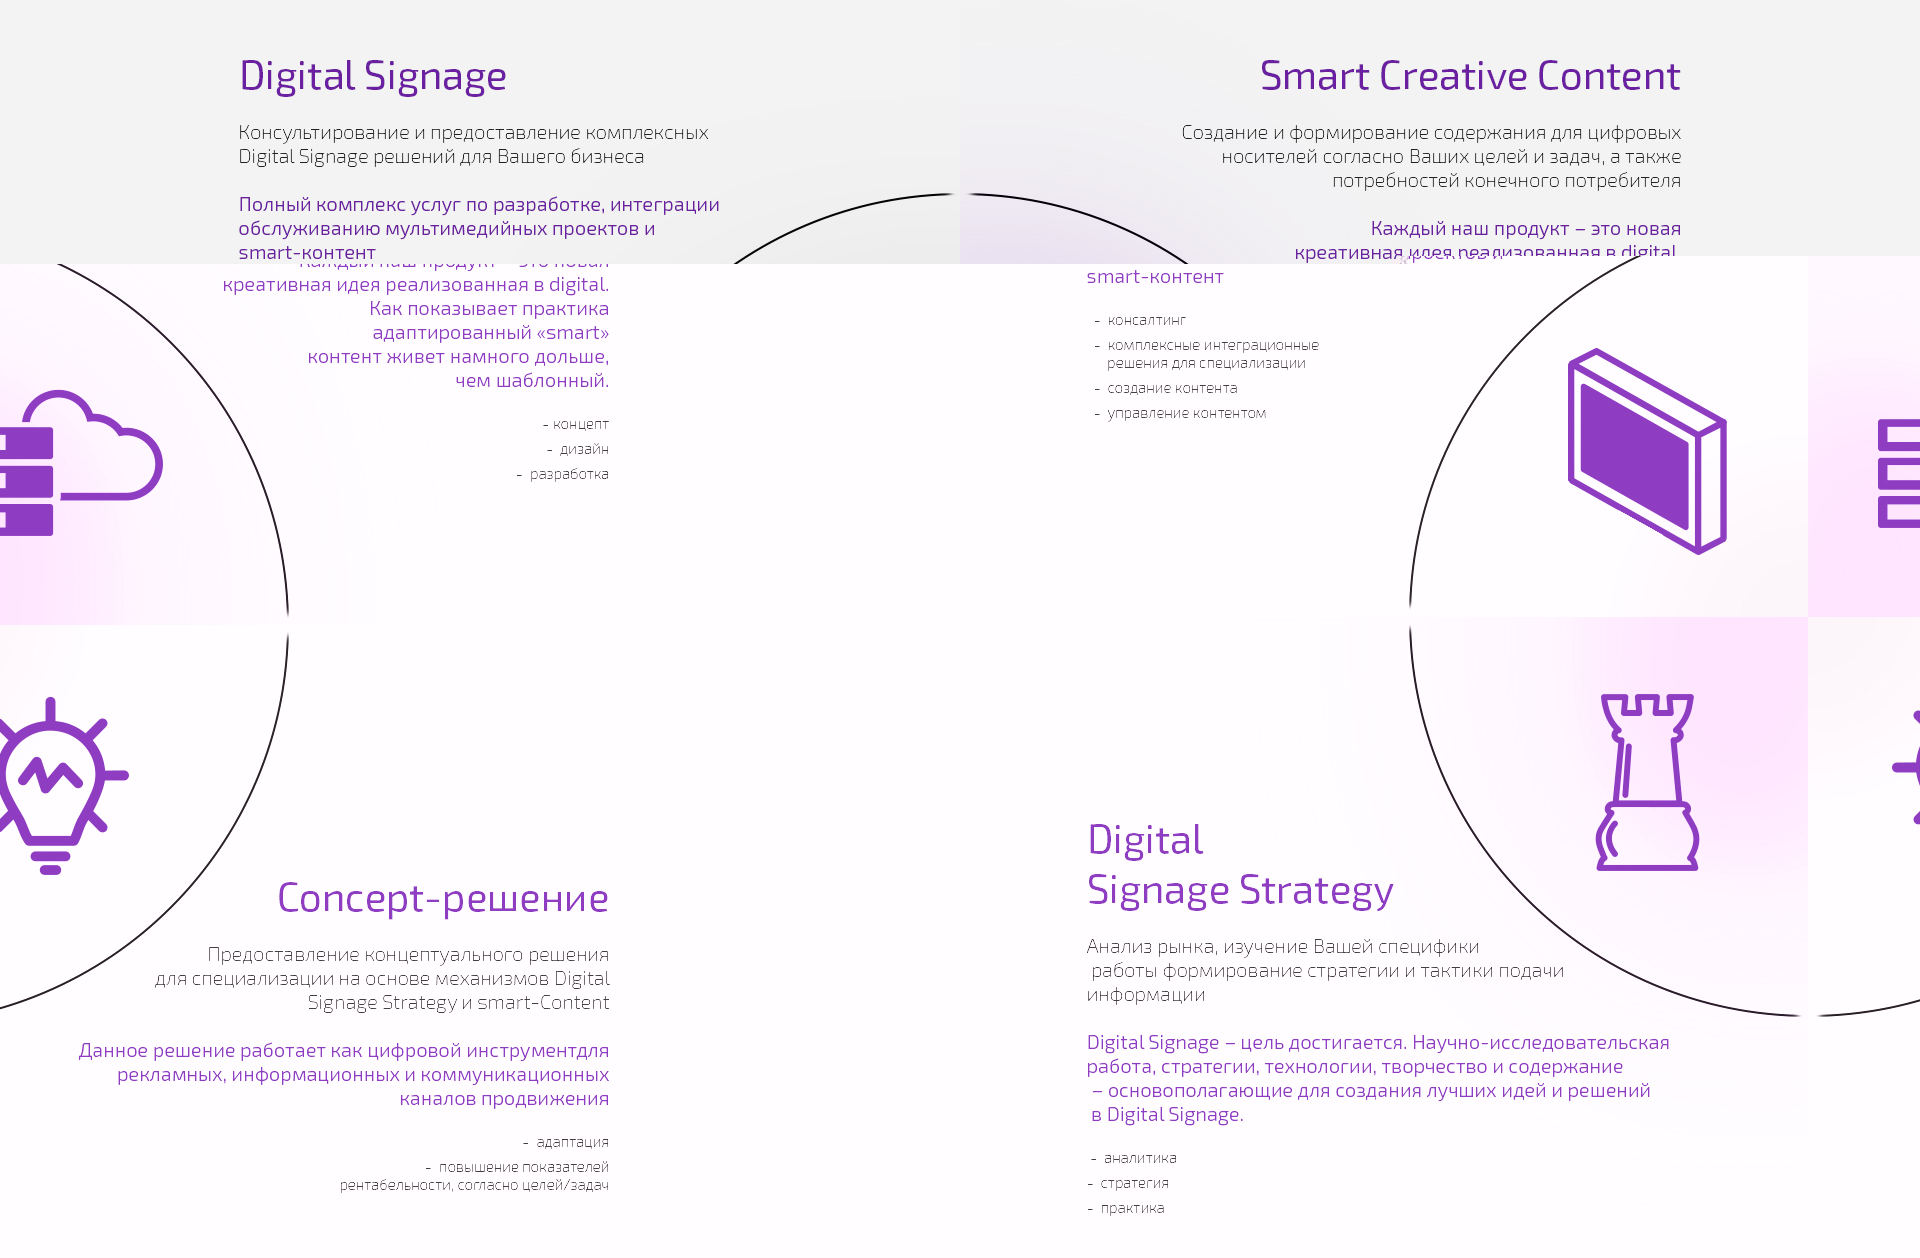 Digital Signage
Консультирование и предоставление комплексных
Digital Signage решений для Вашего бизнеса
Полный комплекс услуг по разработке, интеграции
обслуживанию мультимедийных проектов и
smart-контент
Smart Creative Content
Создание и формирование содержания для цифровых
носителей согласно Ваших целей и задач, а также
потребностей конечного потребителя
Каждый наш продукт – это новая
креативная идея реализованная в digital.
Каждый наш продукт – это новая
креативная идея реализованная в digital.
Как показывает практика
адаптированный «smart»
контент живет намного дольше,
чем шаблонный.
- концепт
- дизайн
- разработка
smart-контент
- консалтинг
- комплексные интеграционные
решения для специализации
- создание контента
- управление контентом
Concept-решение
Предоставление концептуального решения
для специализации на основе механизмов Digital
Signage Strategy и smart-Content
Данное решение работает как цифровой инструментдля
рекламных, информационных и коммуникационных
каналов продвижения
- адаптация
- повышение показателей
рентабельности, согласно целей/задач
Digital
Signage Strategy
Анализ рынка, изучение Вашей специфики
работы формирование стратегии и тактики подачи
информации
Digital Signage – цель достигается. Научно-исследовательская
работа, стратегии, технологии, творчество и содержание
– основополагающие для создания лучших идей и решений
в Digital Signage.
- аналитика
- стратегия
- практика